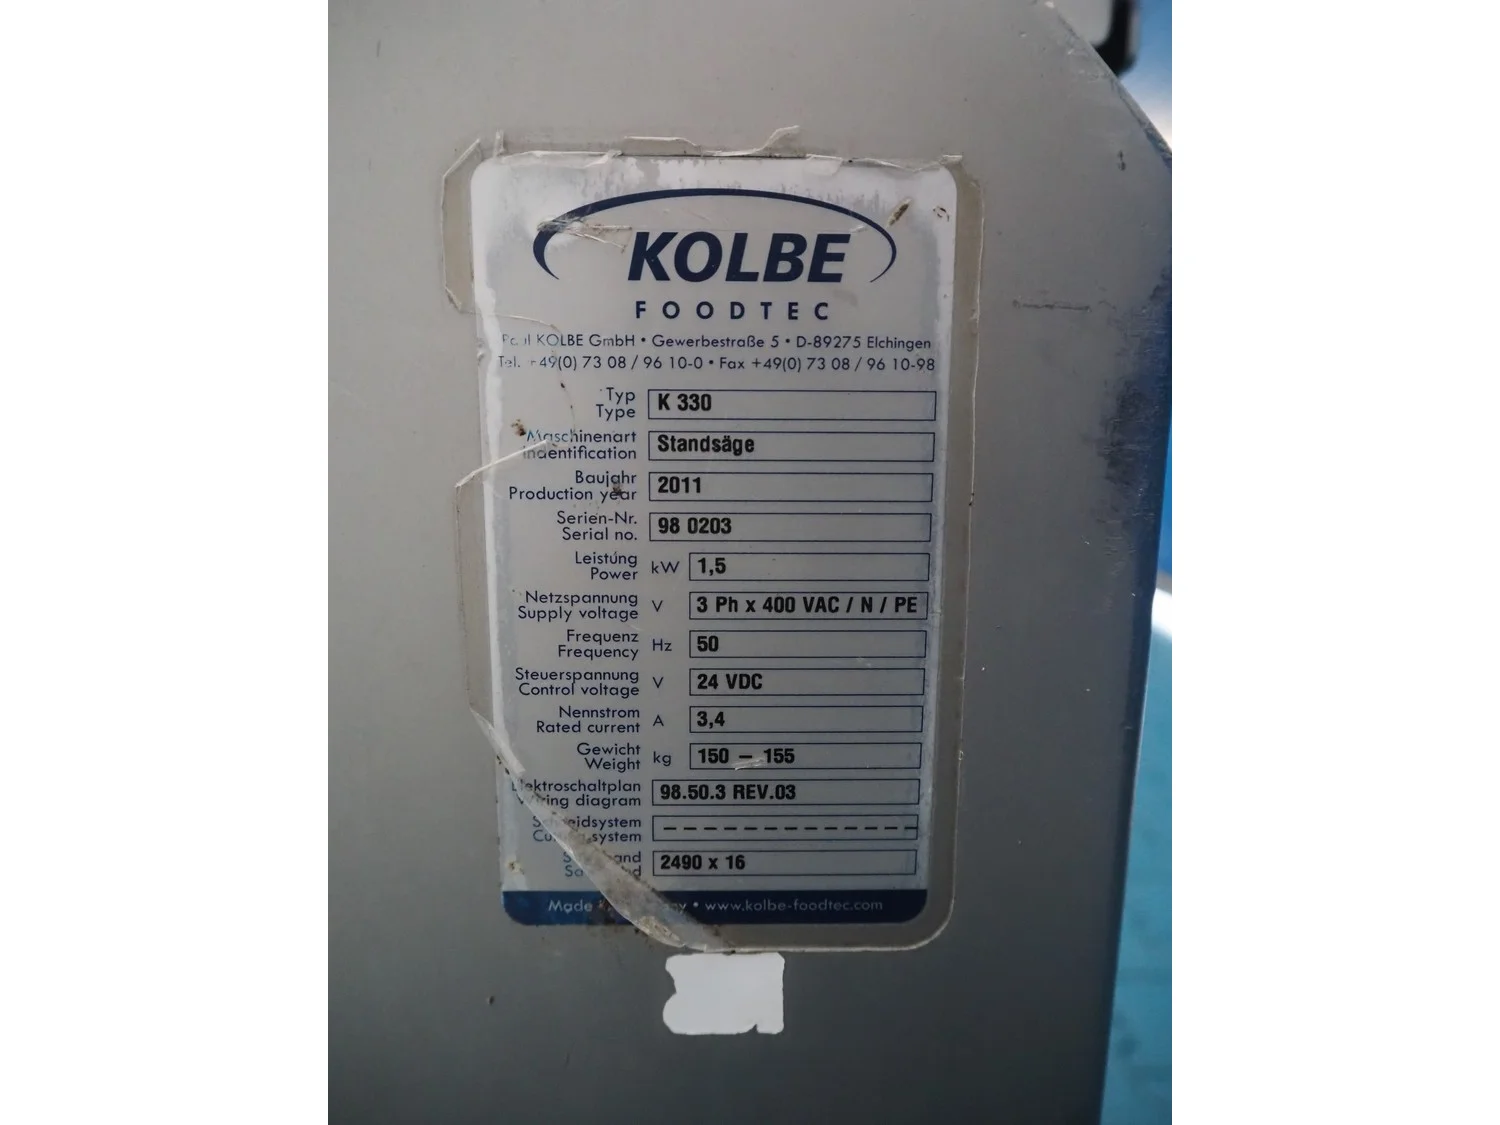 KOLBE
FOODTEC
KOLBE GmbH • Gewerbestraße 5 • D-89275 Elchingen
Tel. +49(0) 73 08 / 96 10-0 • Fax +49(0) 73 08 / 96 10-98
Typ
Type
K 330
Maschinenart
Indentification
Standsäge
Baujahr
Production year
2011
Serien-Nr.
Serial no.
98 0203
Leistung
Power
kW
1,5
Netzspannung
Supply voltage
V
3 Ph x 400 VAC / N / PE
Frequenz
Frequency
Hz
50
Steuerspannung
Control voltage
V
24 VDC
Nennstrom
Rated current
A
3,4
Gewicht
Weight
kg
150 – 155
Elektroschaltplan
Wiring diagram
98.50.3 REV.03
Schneidsystem
Cutting system
– – – – – – – – – – – – –
2490 x 16
Made • www.kolbe-foodtec.com